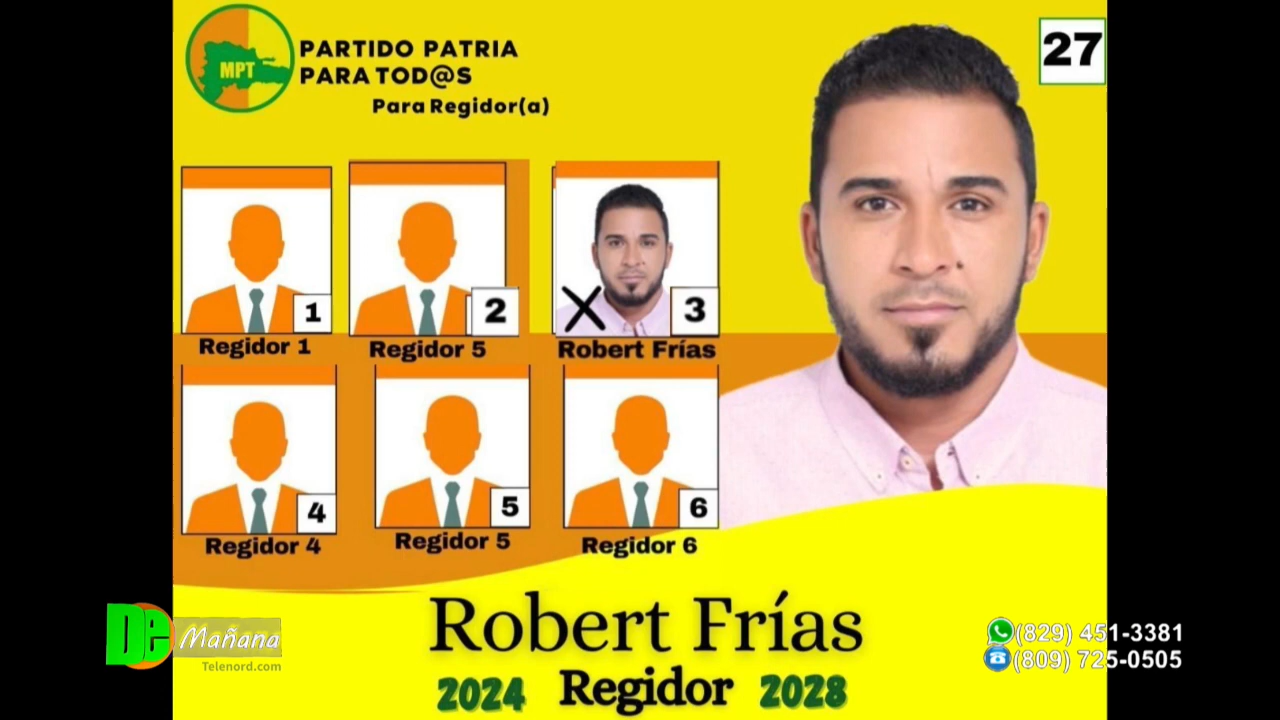 MPT
PARTIDO PATRIA
PARA TOD@S
Para Regidor(a)
27
1
2
3
Regidor 1
Regidor 5
Robert Frías
4
5
6
Regidor 4
Regidor 5
Regidor 6
Robert Frías
2024 Regidor 2028
De Mañana
Telenord.com
(829) 451-3381
(809) 725-0505